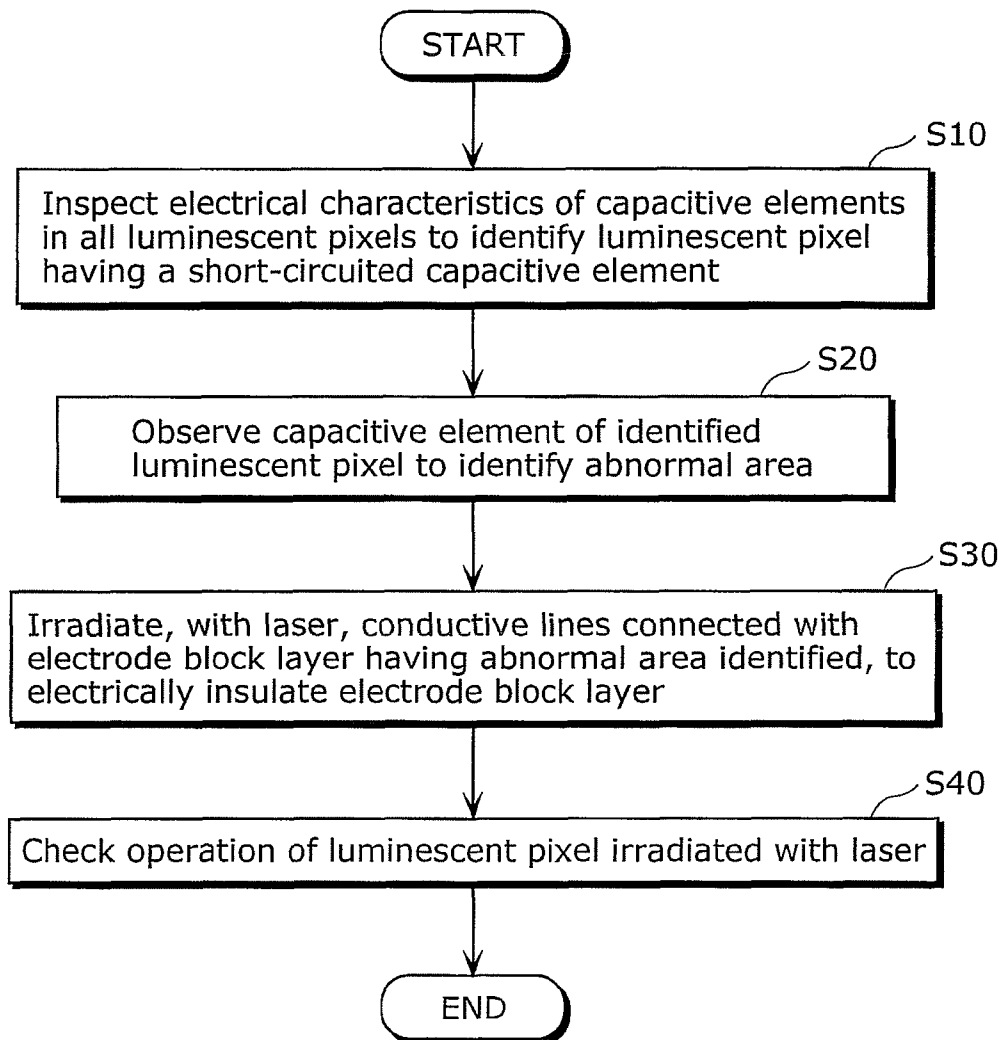 START
S10
Inspect electrical characteristics of capacitive elements
in all luminescent pixels to identify luminescent pixel
having a short-circuited capacitive element
S20
Observe capacitive element of identified
luminescent pixel to identify abnormal area
S30
Irradiate, with laser, conductive lines connected with
electrode block layer having abnormal area identified, to
electrically insulate electrode block layer
S40
Check operation of luminescent pixel irradiated with laser
END